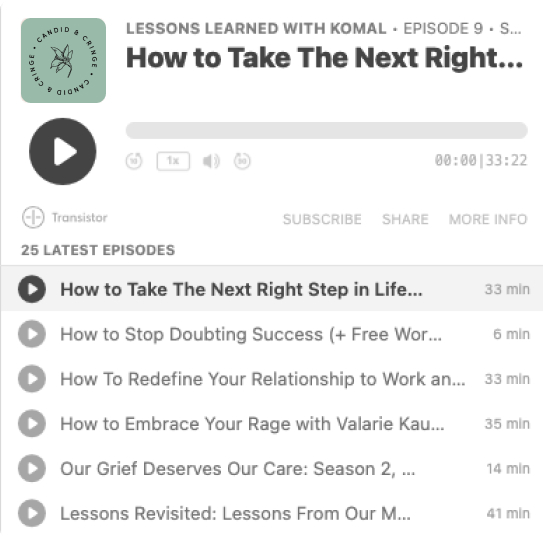 LESSONS LEARNED WITH KOMAL • EPISODE 9 • S...
How to Take The Next Right...
CANDID & CRINGE • CANDID & CRINGE •
1x
00:00|33:22
Transistor
SUBSCRIBE SHARE MORE INFO
25 LATEST EPISODES
How to Take The Next Right Step in Life... 33 min
How to Stop Doubting Success (+ Free Wor... 6 min
How To Redefine Your Relationship to Work an... 33 min
How to Embrace Your Rage with Valarie Kau... 35 min
Our Grief Deserves Our Care: Season 2, ... 14 min
Lessons Revisited: Lessons From Our M... 41 min